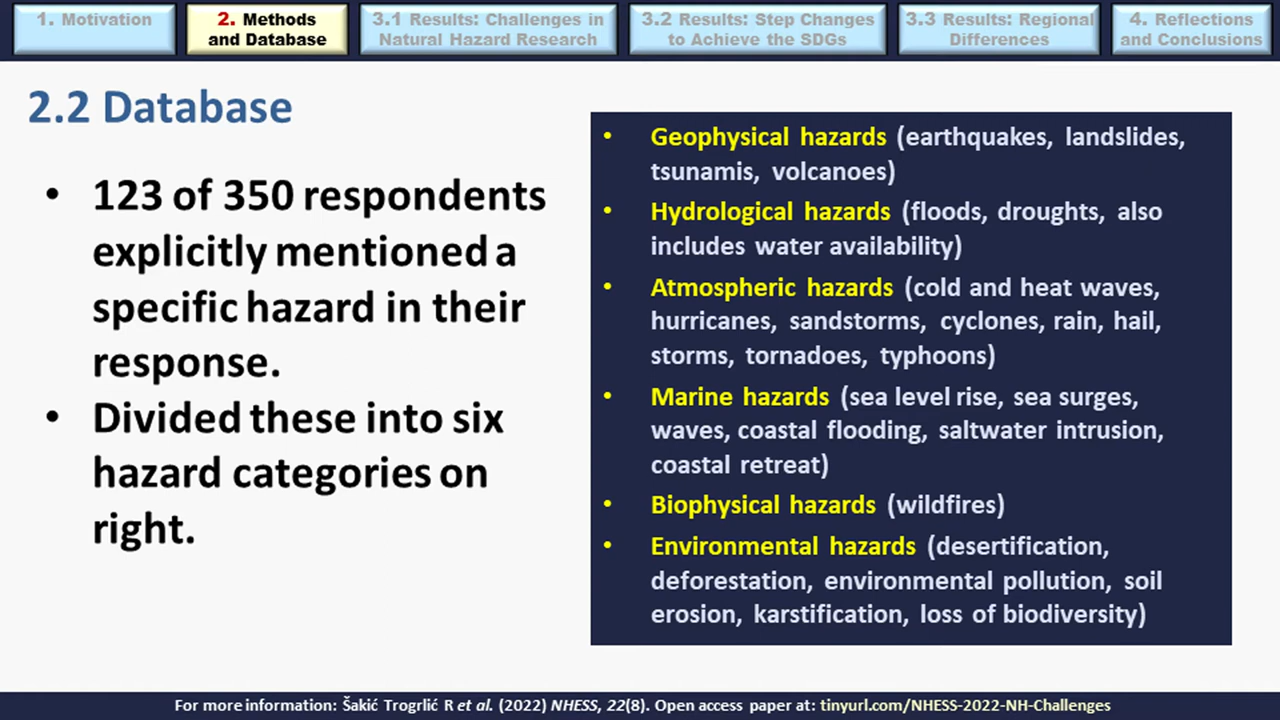 1. Motivation
2. Methods
and Database
3.1 Results: Challenges in
Natural Hazard Research
3.2 Results: Step Changes
to Achieve the SDGs
3.3 Results: Regional
Differences
4. Reflections
and Conclusions
2.2 Database
• 123 of 350 respondents
explicitly mentioned a
specific hazard in their
response.
• Divided these into six
hazard categories on
right.
• Geophysical hazards (earthquakes, landslides,
tsunamis, volcanoes)
• Hydrological hazards (floods, droughts, also
includes water availability)
• Atmospheric hazards (cold and heat waves,
hurricanes, sandstorms, cyclones, rain, hail,
storms, tornadoes, typhoons)
• Marine hazards (sea level rise, sea surges,
waves, coastal flooding, saltwater intrusion,
coastal retreat)
• Biophysical hazards (wildfires)
• Environmental hazards (desertification,
deforestation, environmental pollution, soil
erosion, karstification, loss of biodiversity)
For more information: Šakić Trogrlić R et al. (2022) NHESS, 22(8). Open access paper at: tinyurl.com/NHESS-2022-NH-Challenges